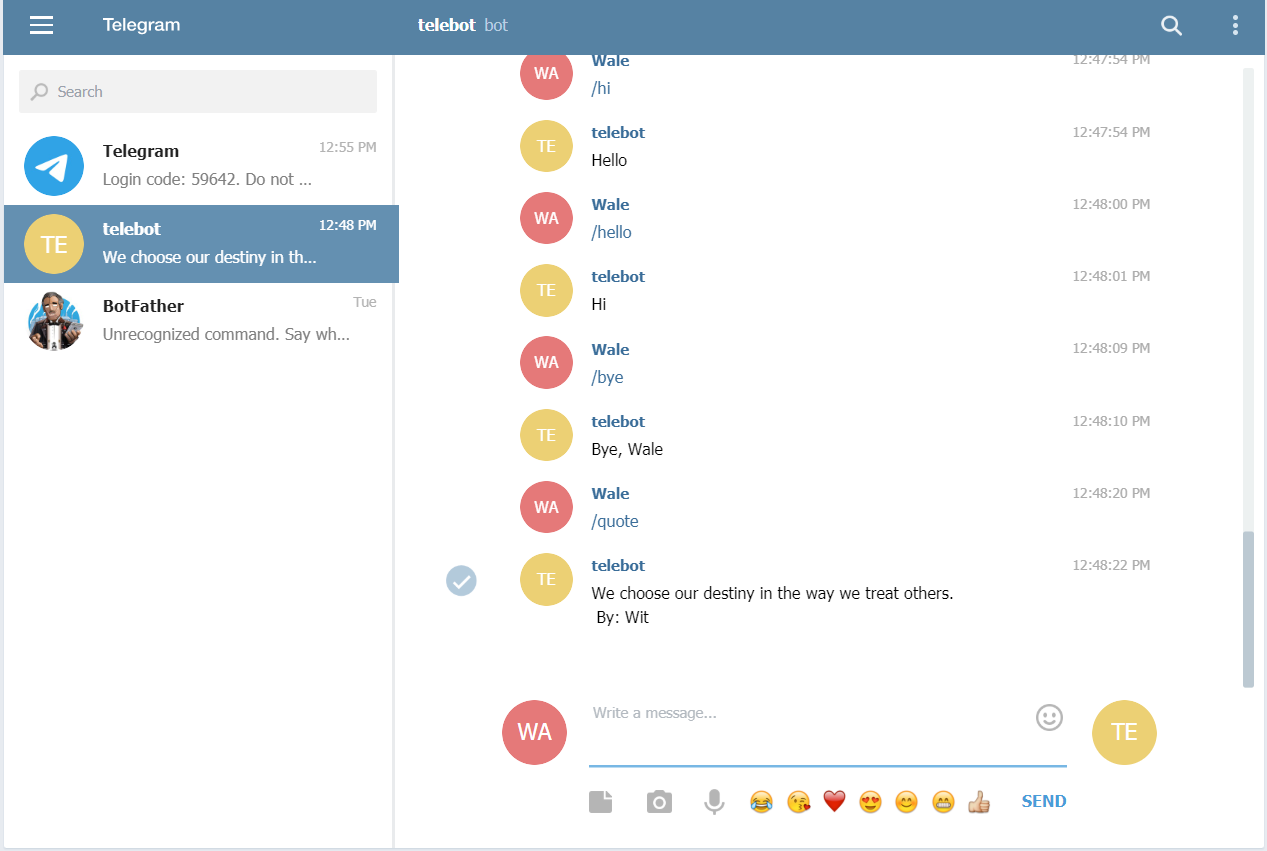 Telegram
telebot bot
Search
Telegram 12:55 PM
Login code: 59642. Do not ...
TE
telebot 12:48 PM
We choose our destiny in th...
BotFather Tue
Unrecognized command. Say wh...
WA
Wale 12:47:54 PM
/hi
TE
telebot 12:47:54 PM
Hello
WA
Wale 12:48:00 PM
/hello
TE
telebot 12:48:01 PM
Hi
WA
Wale 12:48:09 PM
/bye
TE
telebot 12:48:10 PM
Bye, Wale
WA
Wale 12:48:20 PM
/quote
TE
telebot 12:48:22 PM
We choose our destiny in the way we treat others.
By: Wit
WA
Write a message...
TE
SEND